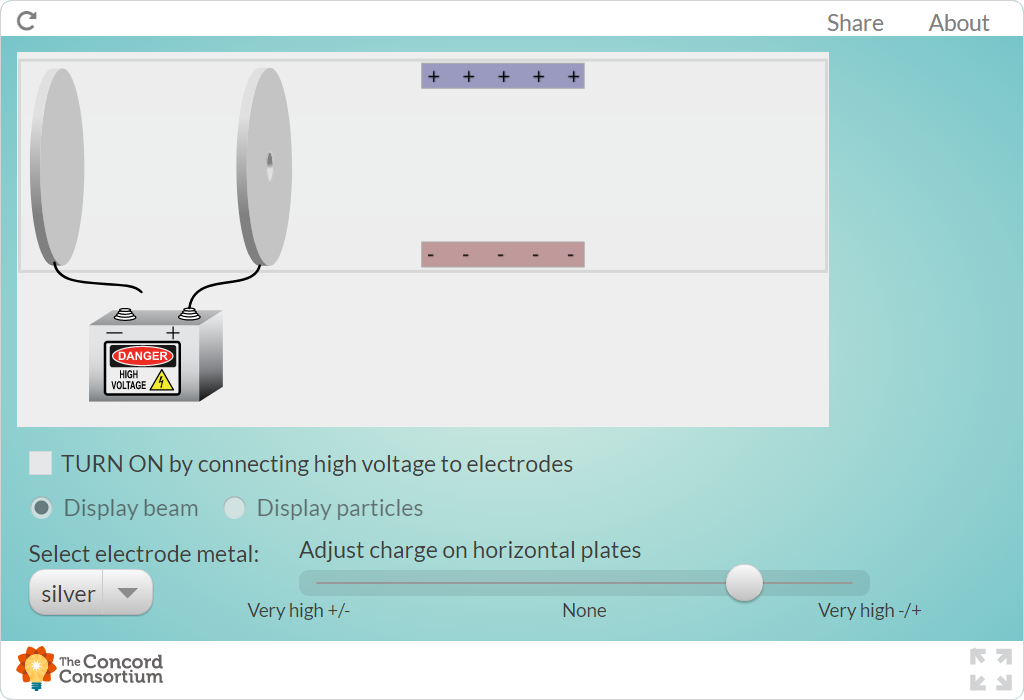 Share About
+ + + + +
- - - - -
— +
DANGER
HIGH
VOLTAGE
TURN ON by connecting high voltage to electrodes
Display beam Display particles
Select electrode metal:
silver
Adjust charge on horizontal plates
Very high +/- None Very high -/+
The Concord
Consortium